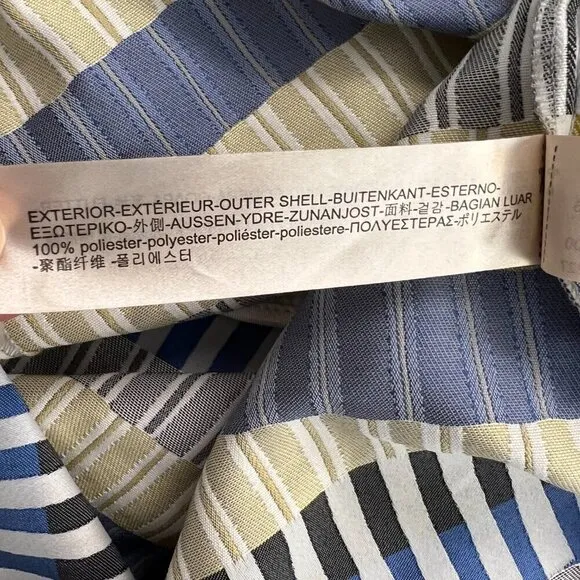 EXTERIOR-EXTÉRIEUR-OUTER SHELL-BUITENKANT-ESTERNO-
ΕΞΩΤΕΡΙΚΟ-外側-AUSSEN-YDRE-ZUNANJOST-面料-겉감-BAGIAN LUAR
100% poliester-polyester-poliéster-poliestere-ΠΟΛΥΕΣΤΕΡΑΣ-ポリエステル
-聚酯纤维 -폴리에스터